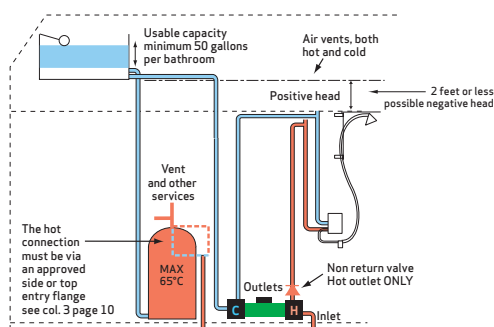 Usable capacity
minimum 50 gallons
per bathroom
Air vents, both
hot and cold
Positive head
2 feet or less
possible negative head
Vent
and other
services
The hot
connection
must be via
an approved
side or top
entry flange
see col. 3 page 10
MAX
65°C
Outlets
Non return valve
Hot outlet ONLY
C
H
Inlet